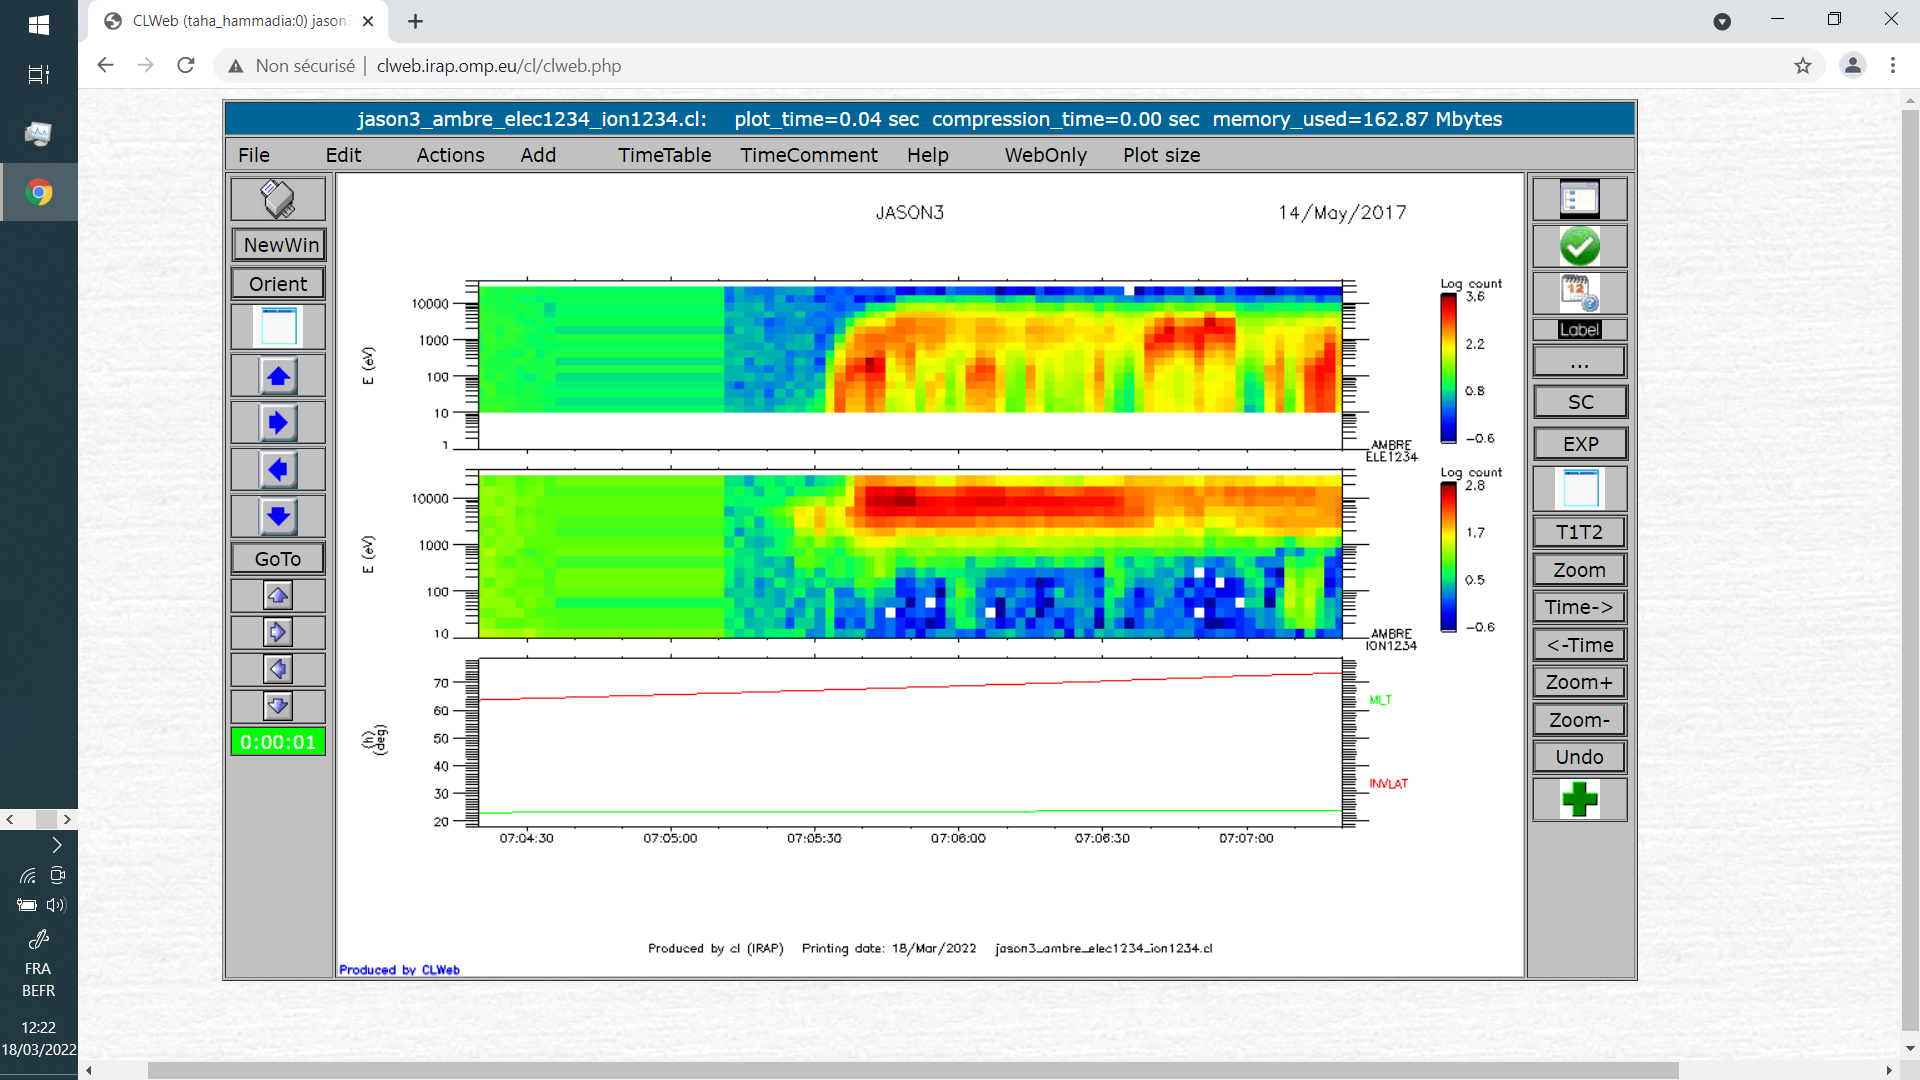 CLWeb (taha_hammadia:0) jason3
Non sécurisé | clweb.irap.omp.eu/cl/clweb.php
jason3_ambre_elec1234_ion1234.cl: plot_time=0.04 sec compression_time=0.00 sec memory_used=162.87 Mbytes
File Edit Actions Add TimeTable TimeComment Help WebOnly Plot size
NewWin
Orient
GoTo
0:00:01
JASON3 14/May/2017
E (eV)
10000
1000
100
10
1
Log count
3.6
2.2
0.8
-0.6
AMBRE
ELE1234
E (eV)
10000
1000
100
10
Log count
2.8
1.7
0.5
-0.6
AMBRE
ION1234
(h)
(deg)
70
60
50
40
30
20
MLT
INVLAT
07:04:30 07:05:00 07:05:30 07:06:00 07:06:30 07:07:00
Produced by cl (IRAP) Printing date: 18/Mar/2022 jason3_ambre_elec1234_ion1234.cl
Produced by CLWeb
12
Label
...
SC
EXP
T1T2
Zoom
Time->
<-Time
Zoom+
Zoom-
Undo
FRA
BEFR
12:22
18/03/2022